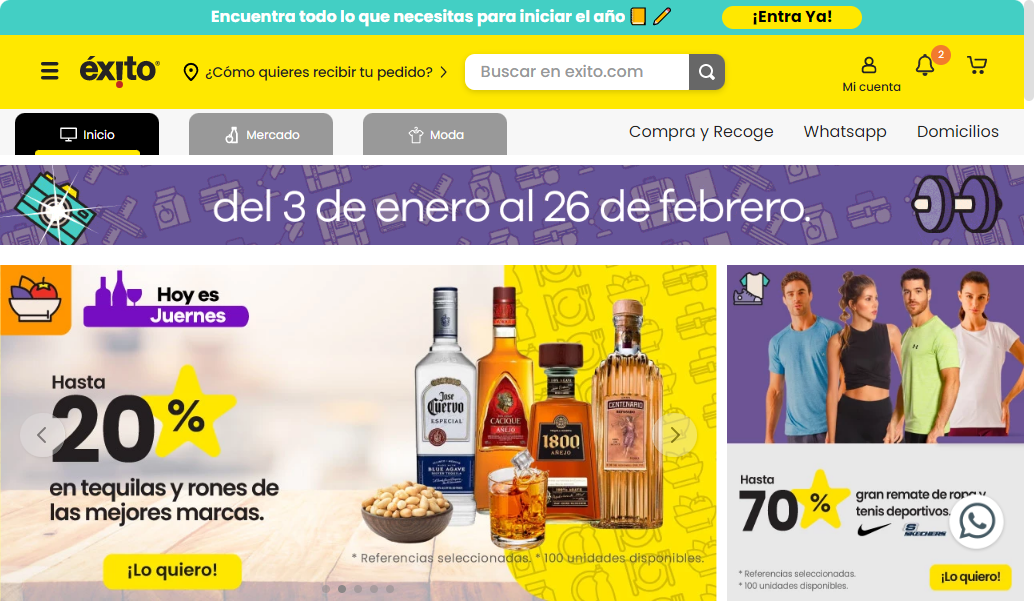 Encuentra todo lo que necesitas para iniciar el año
¡Entra Ya!
éxito
¿Cómo quieres recibir tu pedido?
Buscar en exito.com
2
Mi cuenta
Inicio
Mercado
Moda
Compra y Recoge
Whatsapp
Domicilios
del 3 de enero al 26 de febrero.
Hoy es
Juernes
Hasta
20%
en tequilas y rones de
las mejores marcas.
¡Lo quiero!
Jose
Cuervo
ESPECIAL
BLUE AGAVE
CACIQUE
AÑEJO
1800
AÑEJO
CENTENARIO
* Referencias seleccionadas. * 100 unidades disponibles.
Hasta
70%
gran remate de ropa y
tenis deportivos.
SKECHERS
* Referencias seleccionadas.
* 100 unidades disponibles.
¡Lo quiero!